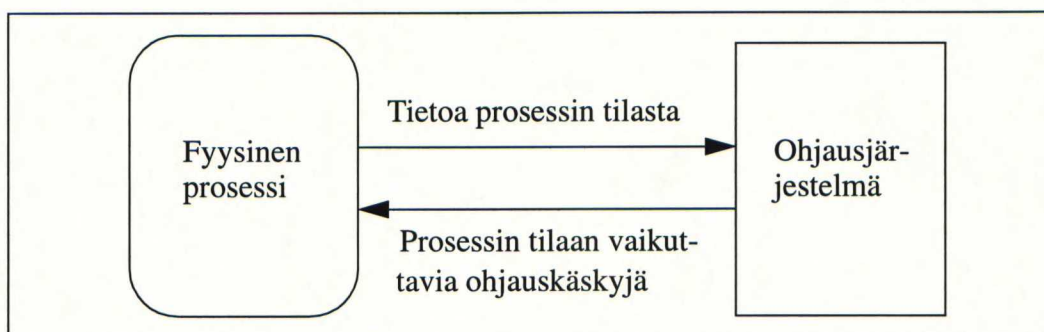 Fyysinen
prosessi
Tietoa prosessin tilasta
Prosessin tilaan vaikut-
tavia ohjauskäskyjä
Ohjausjär-
jestelmä